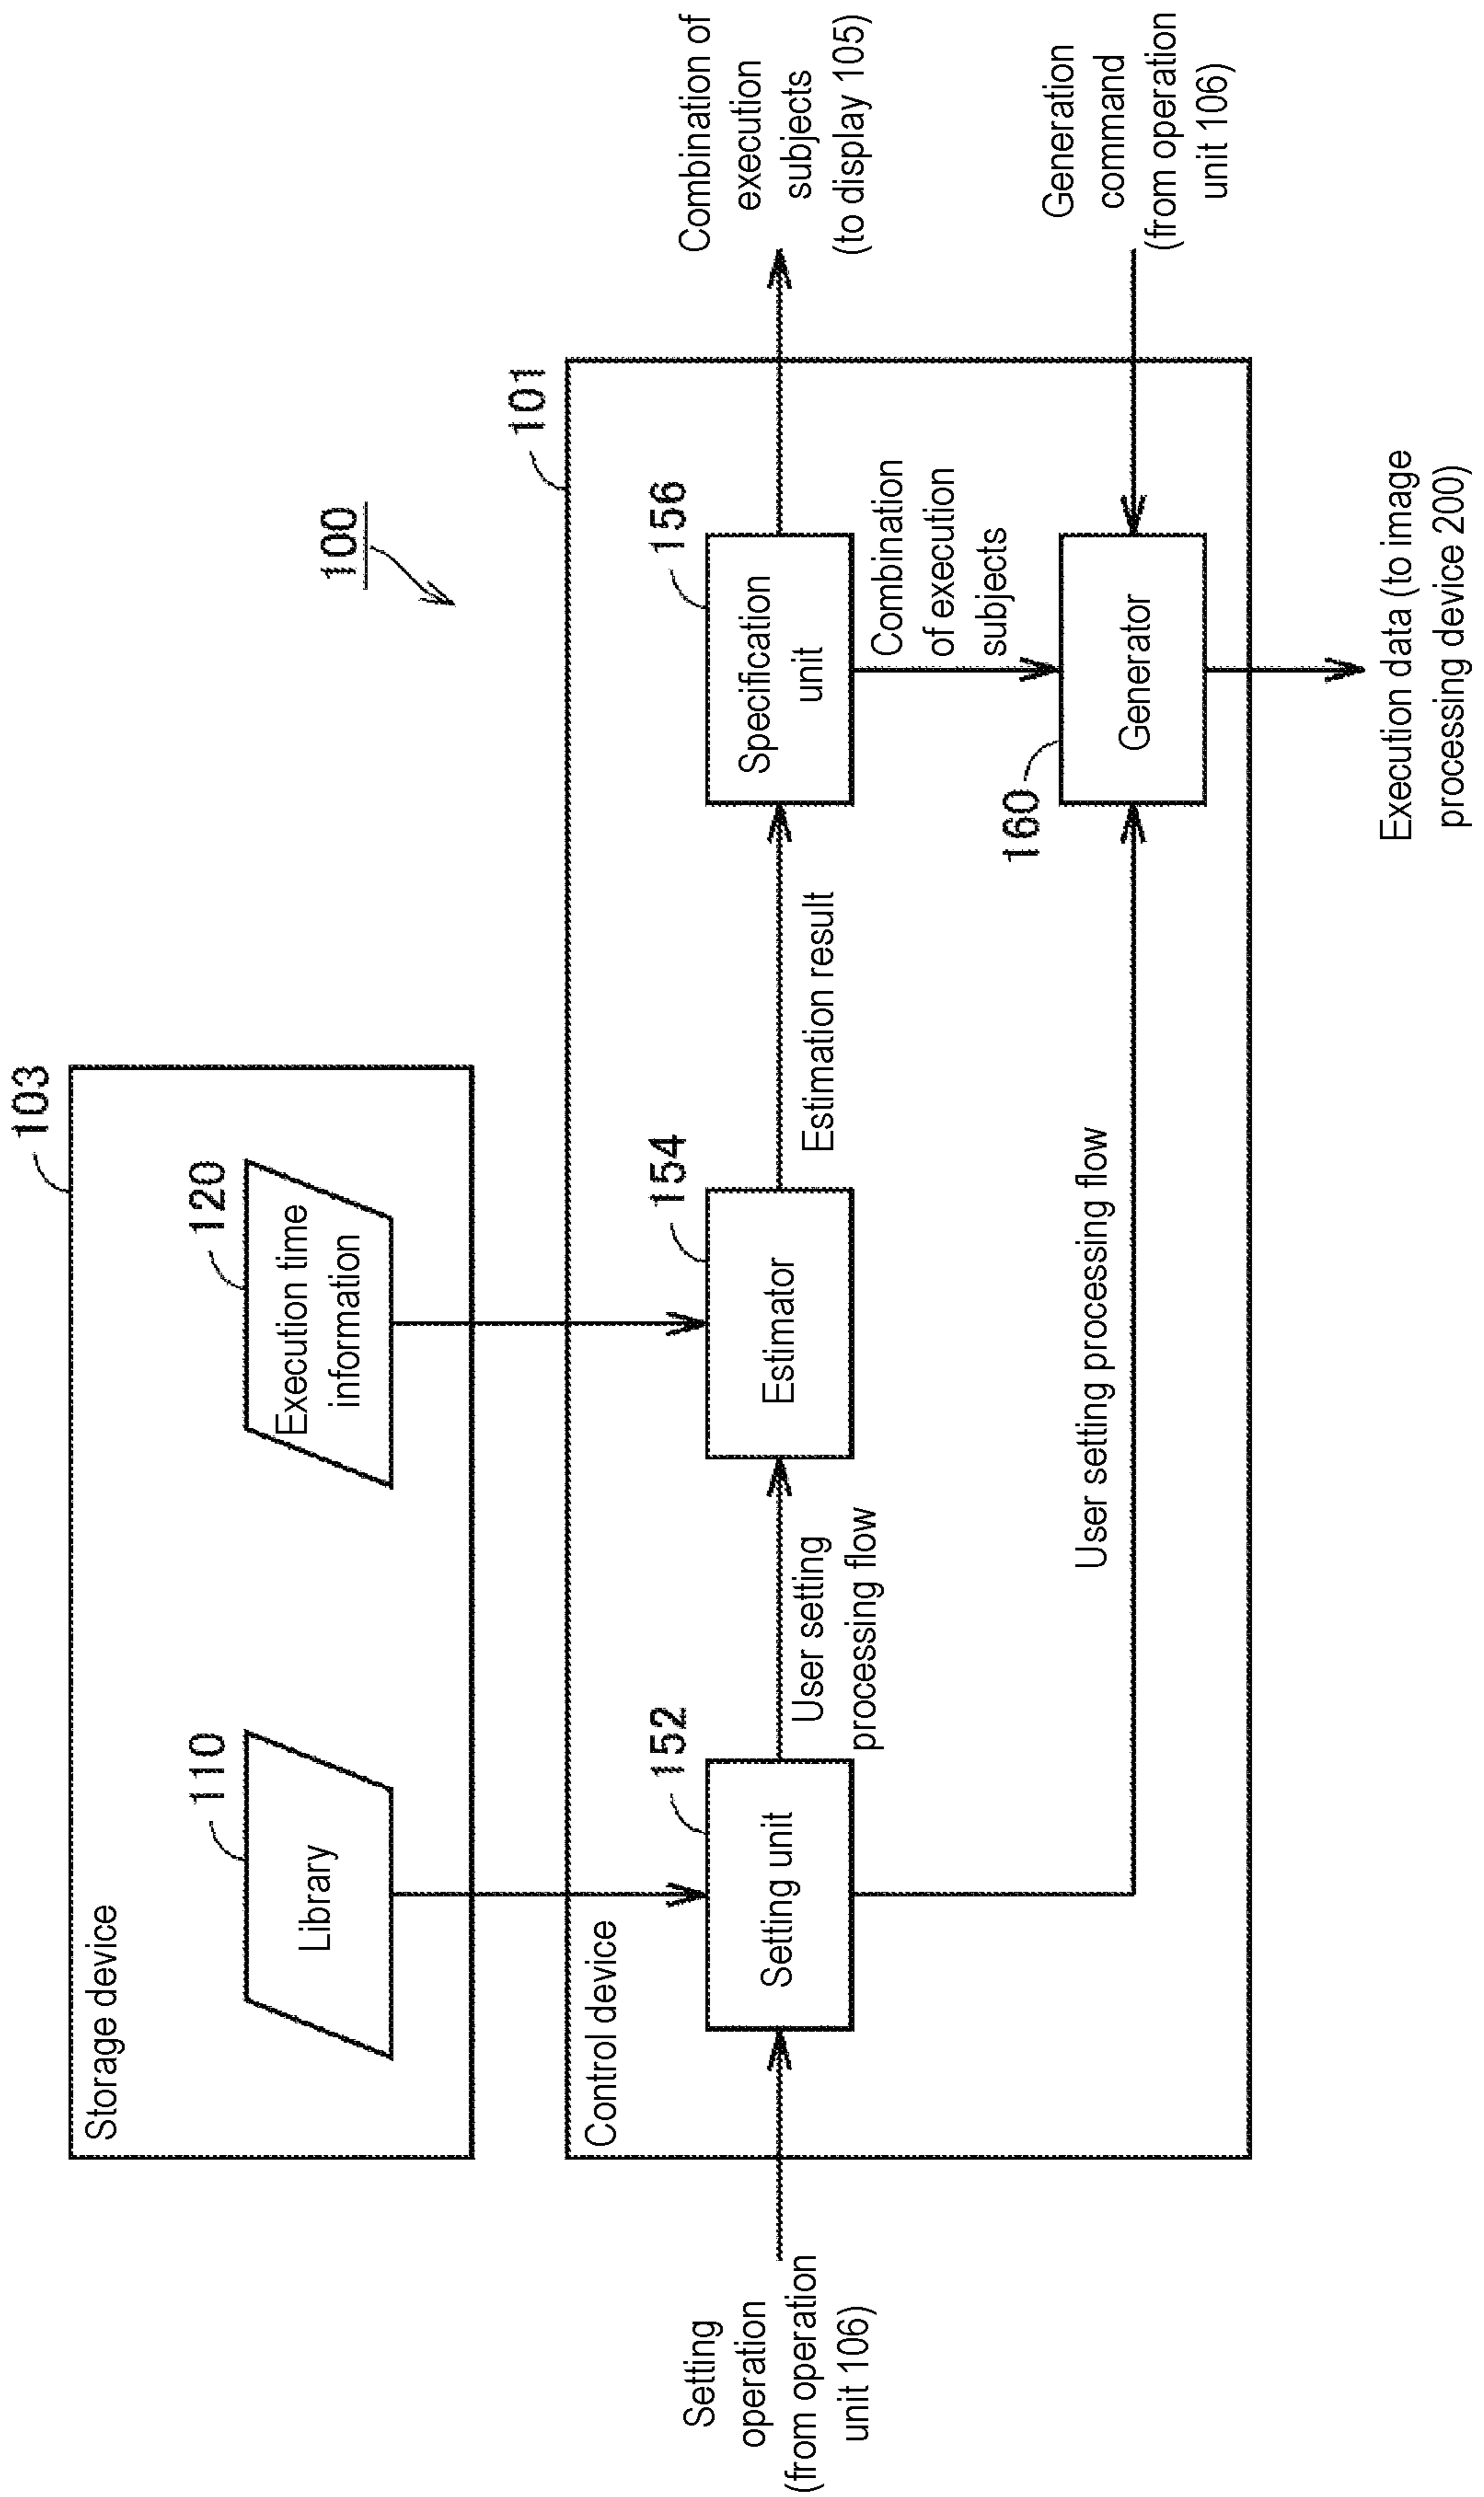 100
103
Storage device
110
Library
120
Execution time
information
101
Control device
Setting
operation
(from operation
unit 106)
152
Setting unit
User setting
processing flow
154
Estimator
Estimation result
156
Specification
unit
Combination of
execution
subjects
(to display 105)
Combination
of execution
subjects
User setting processing flow
160
Generator
Generation
command
(from operation
unit 106)
Execution data (to image
processing device 200)